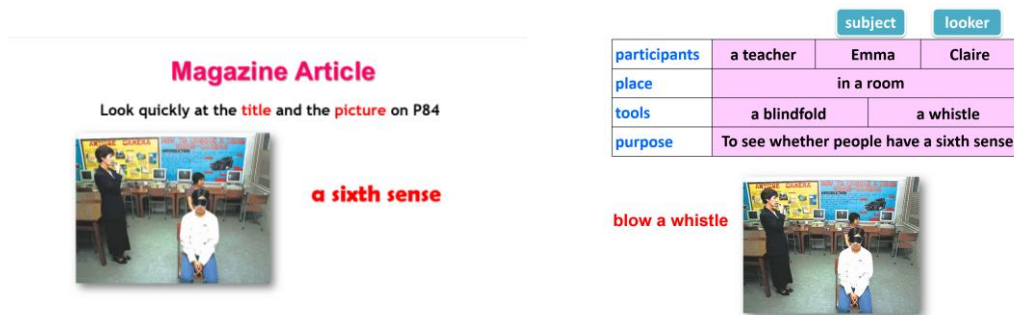 Magazine Article
Look quickly at the title and the picture on P84
a sixth sense
subject looker
participants a teacher Emma Claire
place in a room
tools a blindfold a whistle
purpose To see whether people have a sixth sense
blow a whistle